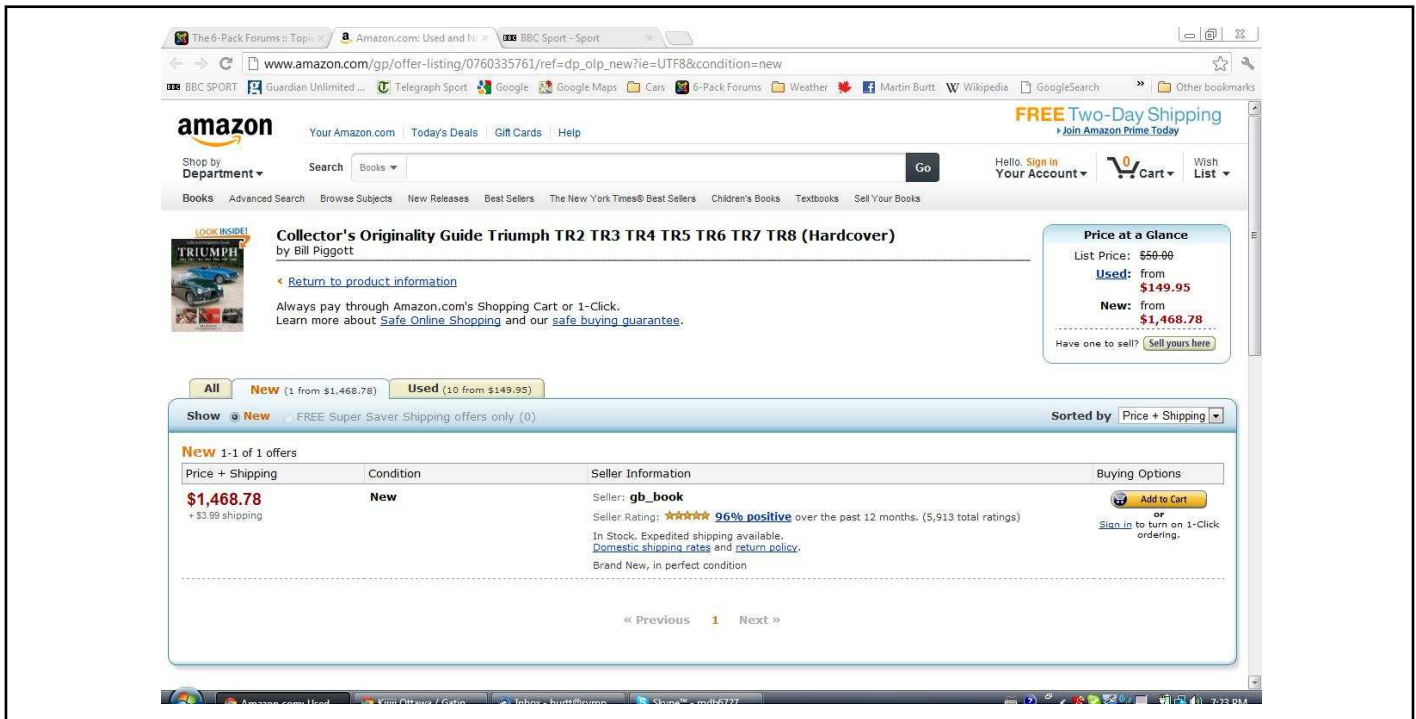 The 6-Pack Forums :: Topic
Amazon.com: Used and N
BBC Sport - Sport
www.amazon.com/gp/offer-listing/0760335761/ref=dp_olp_new?ie=UTF8&condition=new
BBC SPORT Guardian Unlimited ... Telegraph Sport Google Google Maps Cars 6-Pack Forums Weather Martin Burtt Wikipedia GoogleSearch » Other bookmarks
amazon Your Amazon.com Today's Deals Gift Cards Help
FREE Two-Day Shipping
Join Amazon Prime Today
Shop by
Department
Search Books Go
Hello. Sign in
Your Account
0
Cart
Wish
List
Books Advanced Search Browse Subjects New Releases Best Sellers The New York Times® Best Sellers Children's Books Textbooks Sell Your Books
LOOK INSIDE!
TRIUMPH
Collector's Originality Guide Triumph TR2 TR3 TR4 TR5 TR6 TR7 TR8 (Hardcover)
by Bill Piggott
‹ Return to product information
Always pay through Amazon.com's Shopping Cart or 1-Click.
Learn more about Safe Online Shopping and our safe buying guarantee.
Price at a Glance
List Price: $50.00
Used: from
$149.95
New: from
$1,468.78
Have one to sell? Sell yours here
All New (1 from $1,468.78) Used (10 from $149.95)
Show New FREE Super Saver Shipping offers only (0) Sorted by Price + Shipping
New 1-1 of 1 offers
Price + Shipping Condition Seller Information Buying Options
$1,468.78
+ $3.99 shipping
New
Seller: gb_book
Seller Rating: 96% positive over the past 12 months. (5,913 total ratings)
In Stock. Expedited shipping available.
Domestic shipping rates and return policy.
Brand New, in perfect condition
Add to Cart
or
Sign in to turn on 1-Click
ordering.
« Previous 1 Next »
Amazon.com: Used Kijiji Ottawa / Gatin Inbox - burtt@symp Skype™ - mdb6727 7:23 PM